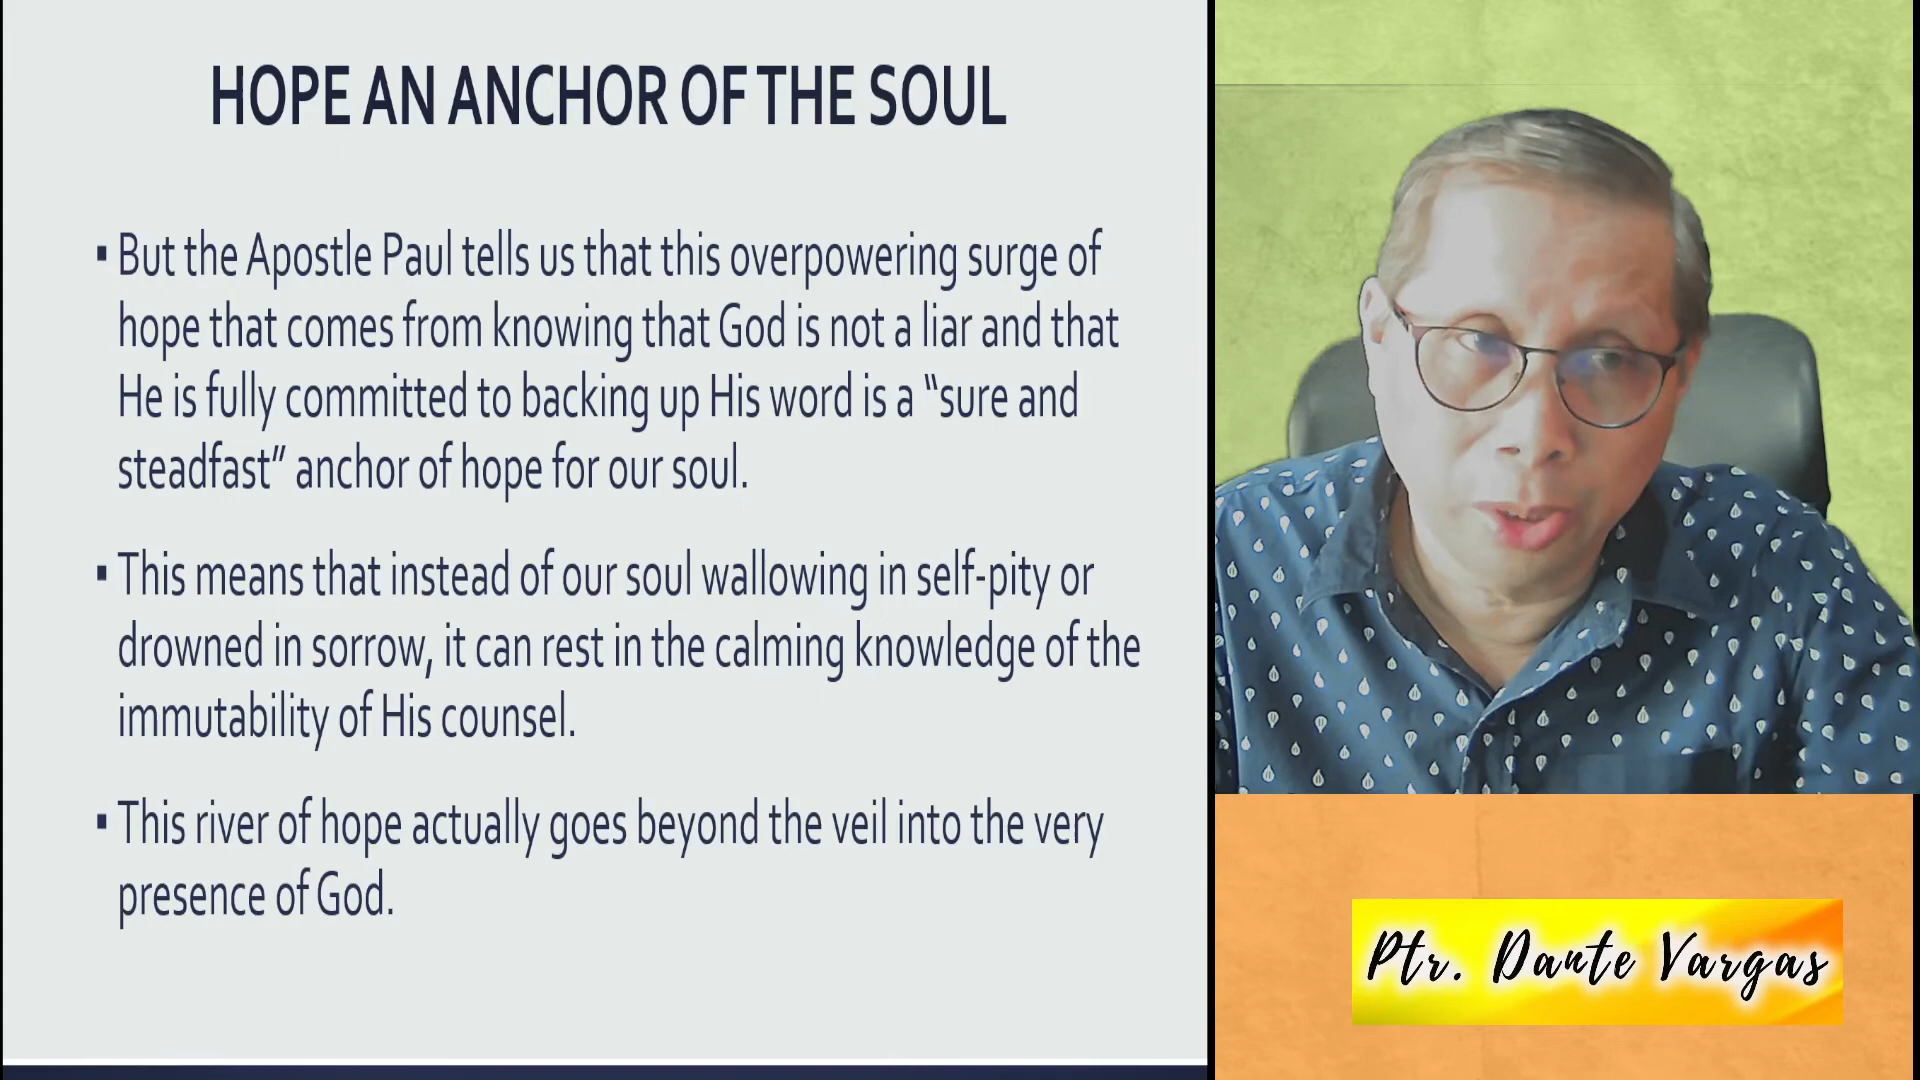 HOPE AN ANCHOR OF THE SOUL
▪ But the Apostle Paul tells us that this overpowering surge of
hope that comes from knowing that God is not a liar and that
He is fully committed to backing up His word is a “sure and
steadfast” anchor of hope for our soul.
▪ This means that instead of our soul wallowing in self-pity or
drowned in sorrow, it can rest in the calming knowledge of the
immutability of His counsel.
▪ This river of hope actually goes beyond the veil into the very
presence of God.
Ptr. Dante Vargas